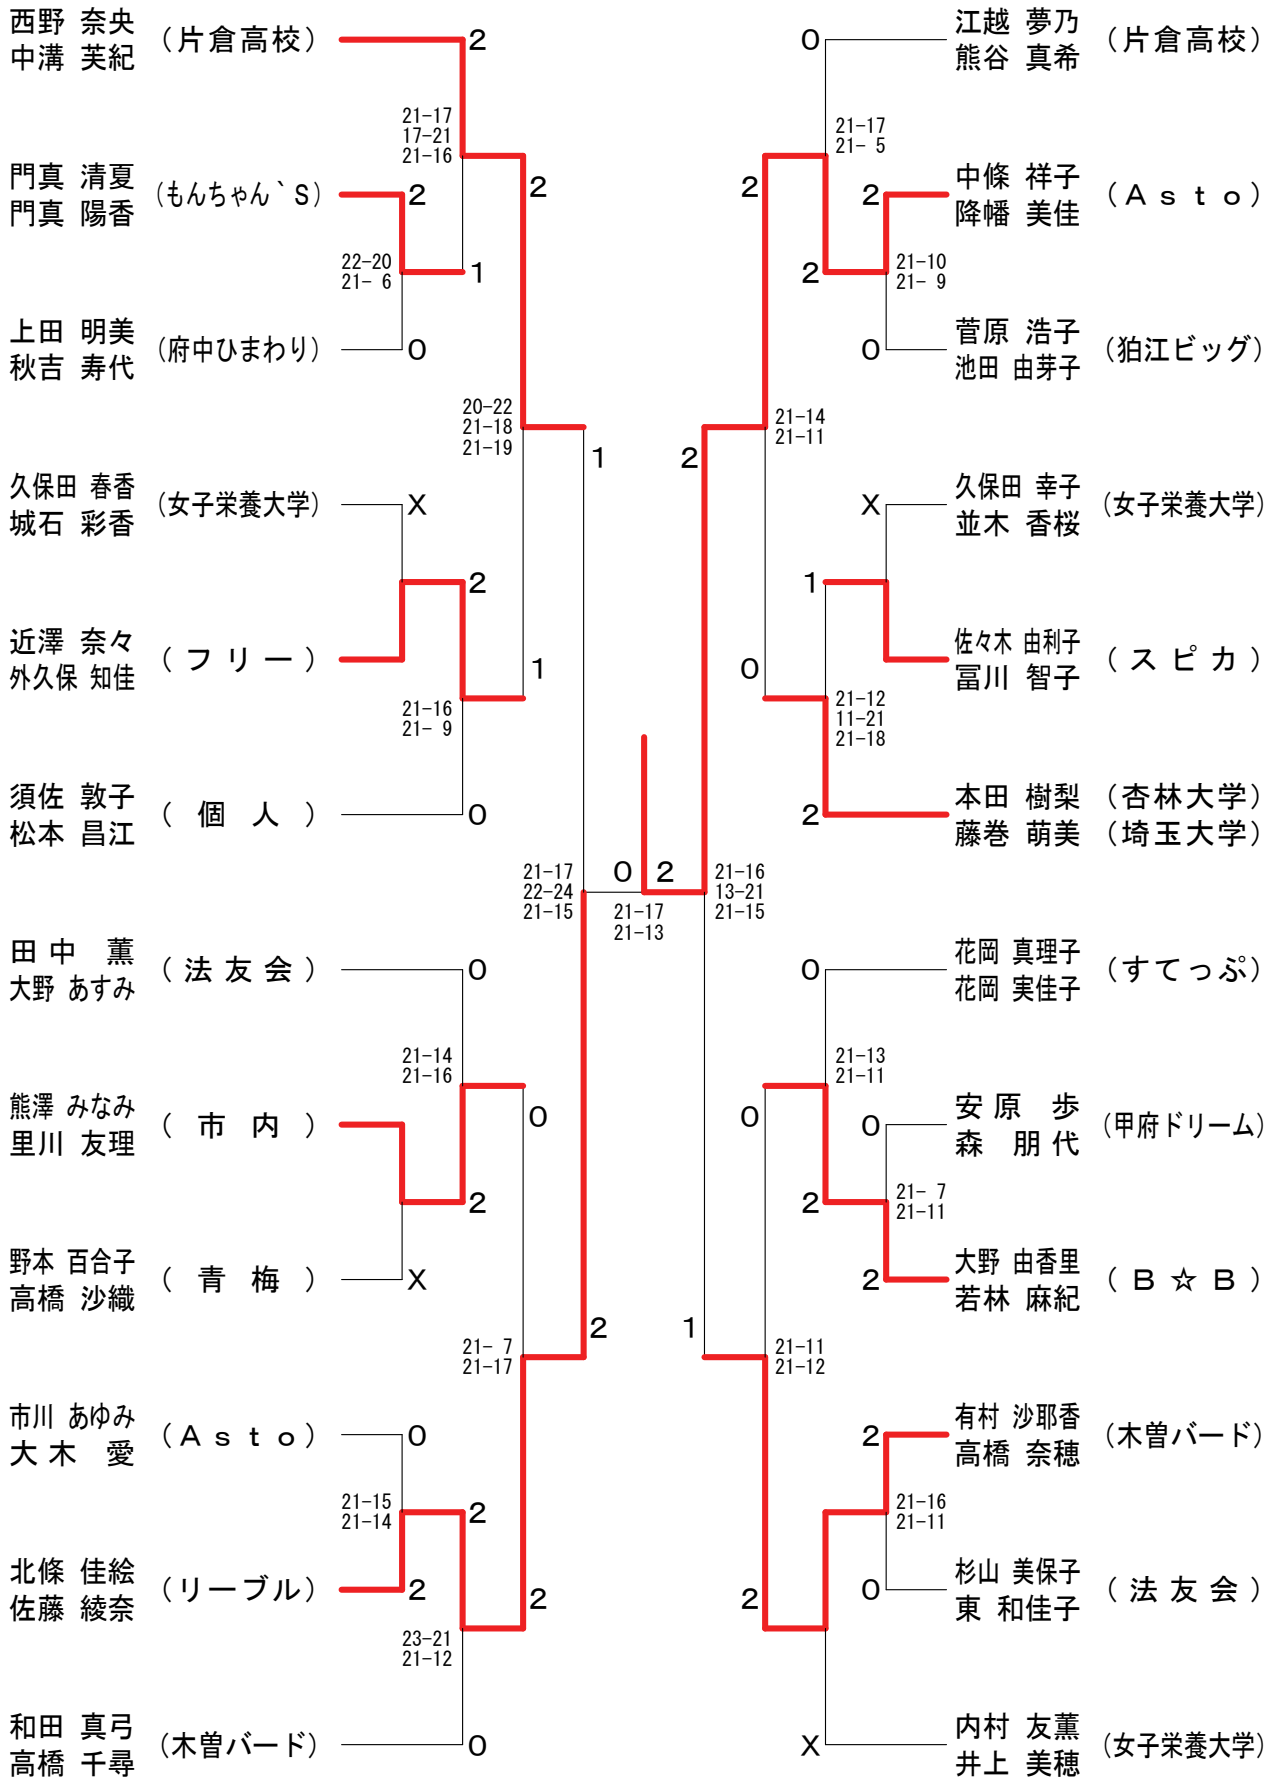 西野 奈央
中溝 芙紀
(片倉高校)
2
21-17
17-21
21-16
門真 清夏
門真 陽香
(もんちゃん`S)
2
2
22-20
21- 6
1
上田 明美
秋吉 寿代
(府中ひまわり)
0
20-22
21-18
21-19
1
久保田 春香
城石 彩香
(女子栄養大学)
X
2
近澤 奈々
外久保 知佳
(フリー)
1
21-16
21- 9
須佐 敦子
松本 昌江
(個人)
0
21-17
22-24
21-15
0
2
21-17
21-13
田中 薫
大野 あすみ
(法友会)
0
21-14
21-16
熊澤 みなみ
里川 友理
(市内)
0
2
野本 百合子
高橋 沙織
(青梅)
X
2
21- 7
21-17
市川 あゆみ
大木 愛
(Asto)
0
21-15
21-14
2
北條 佳絵
佐藤 綾奈
(リーブル)
2
2
23-21
21-12
和田 真弓
高橋 千尋
(木曽バード)
0
0
江越 夢乃
熊谷 真希
(片倉高校)
21-17
21- 5
2
2
中條 祥子
降幡 美佳
(Asto)
2
21-10
21- 9
0
菅原 浩子
池田 由芽子
(狛江ビッグ)
21-14
21-11
2
X
久保田 幸子
並木 香桜
(女子栄養大学)
1
0
佐々木 由利子
冨川 智子
(スピカ)
21-12
11-21
21-18
2
本田 樹梨
藤巻 萌美
(杏林大学)
(埼玉大学)
21-16
13-21
21-15
0
花岡 真理子
花岡 実佳子
(すてっぷ)
21-13
21-11
0
0
安原 歩
森 朋代
(甲府ドリーム)
2
21- 7
21-11
2
大野 由香里
若林 麻紀
(B☆B)
1
21-11
21-12
2
有村 沙耶香
高橋 奈穂
(木曽バード)
21-16
21-11
2
0
杉山 美保子
東 和佳子
(法友会)
X
内村 友薫
井上 美穂
(女子栄養大学)